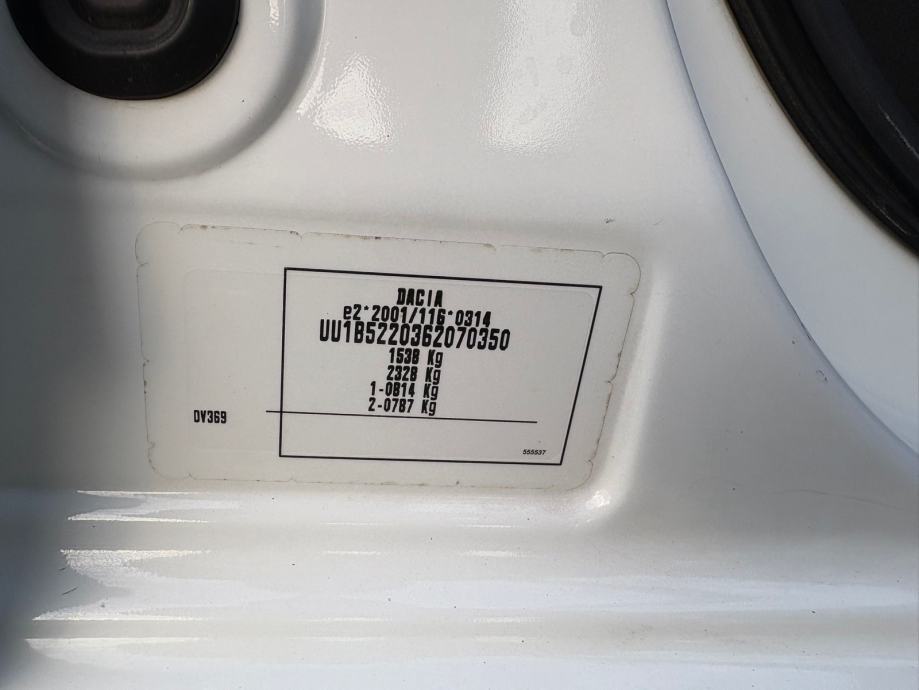 DACIA
e2*2001/116*0314
UU1B5220362070350
1538 Kg
2328 Kg
1-0814 Kg
2-0787 Kg
DV369
555537